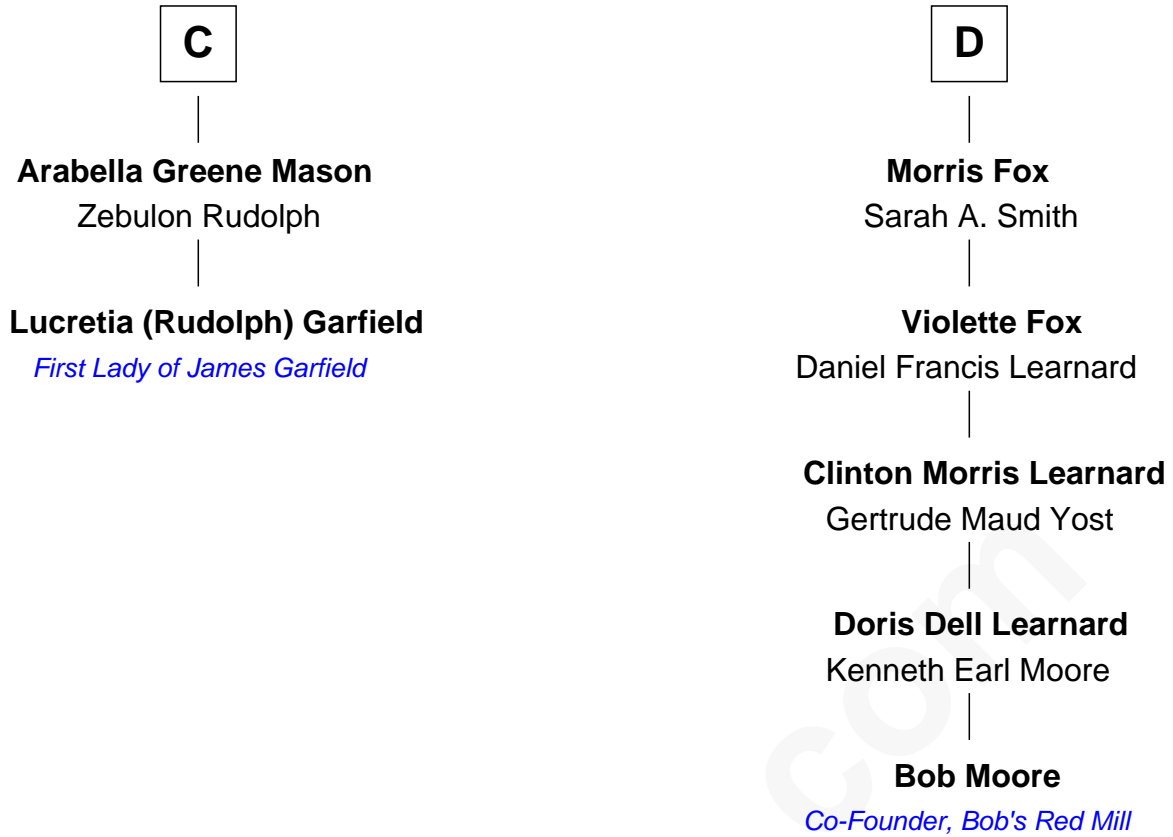 C
Arabella Greene Mason
Zebulon Rudolph
Lucretia (Rudolph) Garfield
First Lady of James Garfield
D
Morris Fox
Sarah A. Smith
Violette Fox
Daniel Francis Learnard
Clinton Morris Learnard
Gertrude Maud Yost
Doris Dell Learnard
Kenneth Earl Moore
Bob Moore
Co-Founder, Bob's Red Mill
com